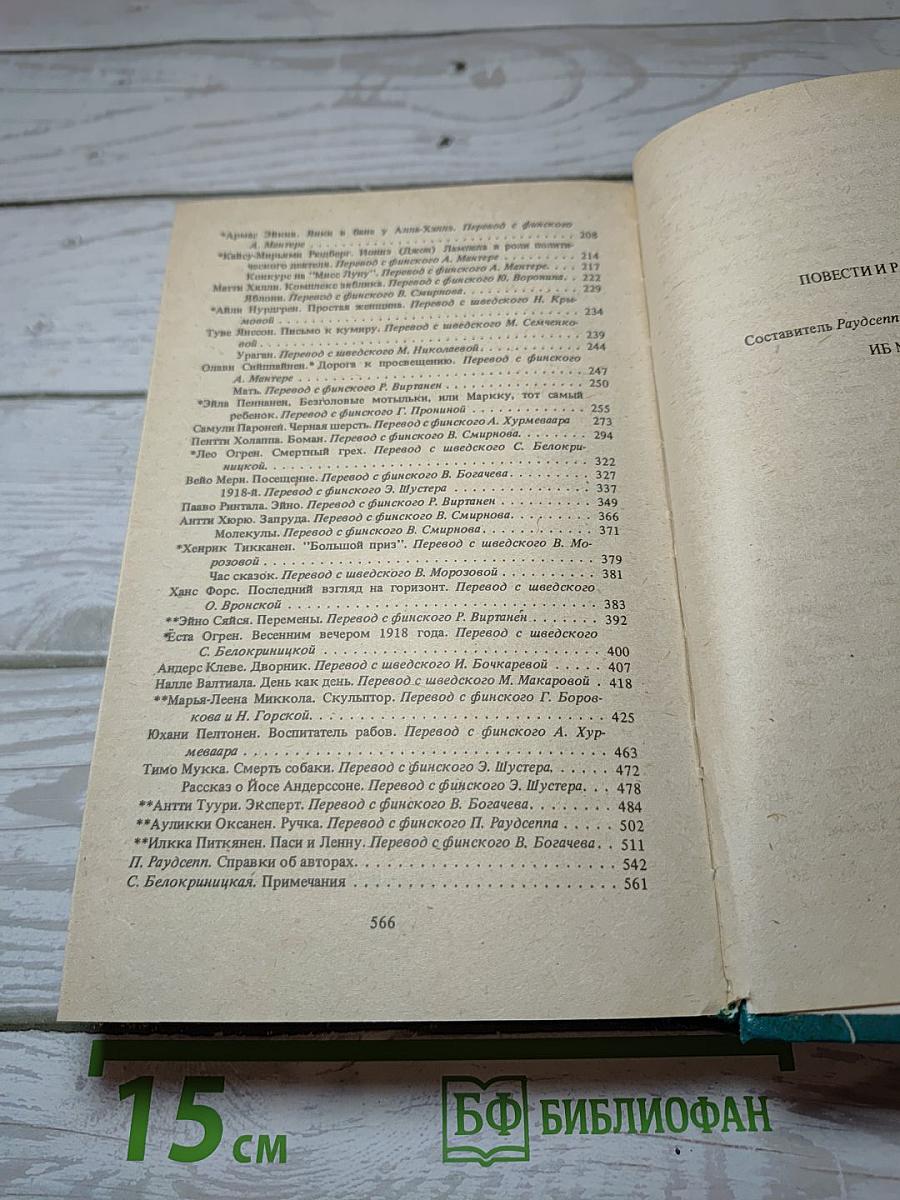 *Армас Эйкия. Янки в бане у Алла-Хилла. Перевод с финского
А. Мантере . . . . . . . . . . . . . . . . . . . . . . . . . . 208
*Кайсу-Мирьями Рюдберг. Иониз (Джон) Лампела в роли полити-
ческого деятеля. Перевод с финского А. Мантере . . . . . . . . 214
Конкурс на "Мисс Луну". Перевод с финского А. Мантере. . . . 217
Матти Хялли. Комплекс яблика. Перевод с финского Ю. Воронина. . 222
Яблони. Перевод с финского В. Смирнова. . . . . . . . . . . . 229
*Айли Нурдгрен. Простая женщина. Перевод с шведского Н. Кры-
мовой . . . . . . . . . . . . . . . . . . . . . . . . . . . . 234
Туве Янссон. Письмо к кумиру. Перевод с шведского М. Семченко-
вой . . . . . . . . . . . . . . . . . . . . . . . . . . . . . 239
Ураган. Перевод с шведского М. Николаевой. . . . . . . . . . 244
Олави Сийппайнен.* Дорога к просвещению. Перевод с финского
А. Мантере . . . . . . . . . . . . . . . . . . . . . . . . . . 247
Мать. Перевод с финского Р. Виртанен . . . . . . . . . . . . 250
*Эйла Пеннанен. Безголовые мотыльки, или Маркку, тот самый
ребенок. Перевод с финского Г. Прониной . . . . . . . . . . . 255
Самули Пароней. Черная шерсть. Перевод с финского А. Хурмеваара 273
Пентти Холаппа. Боман. Перевод с финского В. Смирнова. . . . . . . 294
*Лео Огрен. Смертный грех. Перевод с шведского С. Белокри-
ницкой. . . . . . . . . . . . . . . . . . . . . . . . . . . . 322
Вейо Мери. Посещение. Перевод с финского В. Богачева . . . . . . 327
1918-й. Перевод с финского Э. Шустера . . . . . . . . . . . . 337
Пааво Ринтала. Эйно. Перевод с финского Р. Виртанен . . . . . . . 349
Антти Хюрю. Запруда. Перевод с финского В. Смирнова. . . . . . . 366
Молекулы. Перевод с финского В. Смирнова . . . . . . . . . . 371
*Хенрик Тикканен. "Большой приз". Перевод с шведского В. Мо-
розовой . . . . . . . . . . . . . . . . . . . . . . . . . . . 379
Час сказок. Перевод с шведского В. Морозовой . . . . . . . . . 381
Ханс Форс. Последний взгляд на горизонт. Перевод с шведского
О. Вронской . . . . . . . . . . . . . . . . . . . . . . . . . 383
**Эйно Сяйся. Перемены. Перевод с финского Р. Виртанен . . . . . 392
*Ёста Огрен. Весенним вечером 1918 года. Перевод с шведского
С. Белокриницкой . . . . . . . . . . . . . . . . . . . . . . . 400
Андерс Клеве. Дворник. Перевод с шведского И. Бочкаревой . . . . . 407
Налле Валтиала. День как день. Перевод с шведского М. Макаровой . 418
**Марья-Леена Миккола. Скульптор. Перевод с финского Г. Боров-
кова и Н. Горской. . . . . . . . . . . . . . . . . . . . . . . 425
Юхани Пелтонен. Воспитатель рабов. Перевод с финского А. Хур-
меваара . . . . . . . . . . . . . . . . . . . . . . . . . . . 463
Тимо Мукка. Смерть собаки. Перевод с финского Э. Шустера, . . . . 472
Рассказ о Йосе Андерссоне. Перевод с финского Э. Шустера. . . 478
**Антти Туури. Эксперт. Перевод с финского В. Богачева. . . . . . . 484
**Ауликки Оксанен. Ручка. Перевод с финского П. Раудсеппа . . . . . 502
**Илкка Питкянен. Паси и Ленну. Перевод с финского В. Богачева. . 511
П. Раудсепп. Справки об авторах. . . . . . . . . . . . . . . . . . 542
С. Белокриницкая. Примечания . . . . . . . . . . . . . . . . . . . 561
566
ПОВЕСТИ И Р
Составитель Раудсепп
ИБ №
15 см
БФ БИБЛИОФАН